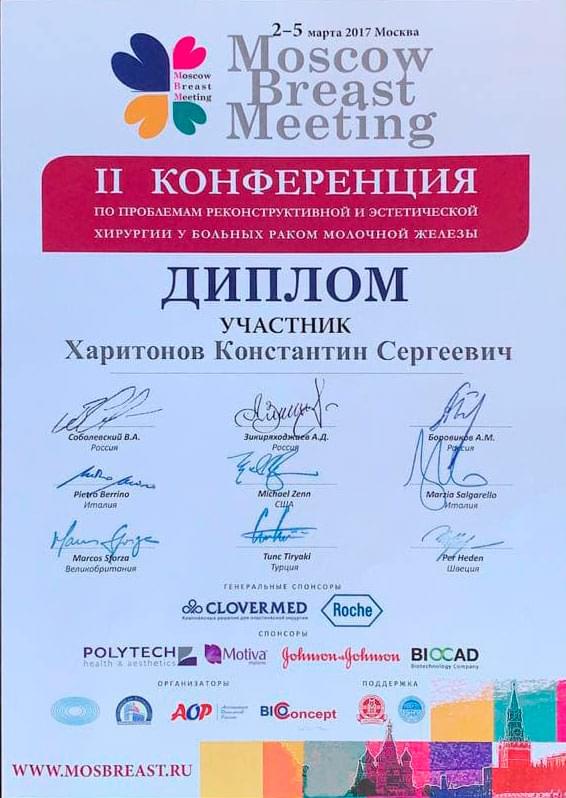 2–5 марта 2017 Москва
Moscow
Breast
Meeting
Moscow
Breast
Meeting
II КОНФЕРЕНЦИЯ
ПО ПРОБЛЕМАМ РЕКОНСТРУКТИВНОЙ И ЭСТЕТИЧЕСКОЙ
ХИРУРГИИ У БОЛЬНЫХ РАКОМ МОЛОЧНОЙ ЖЕЛЕЗЫ
ДИПЛОМ
УЧАСТНИК
Харитонов Константин Сергеевич
Соболевский В.А.
Россия
Зикиряходжаев А.Д.
Россия
Боровиков А.М.
Россия
Pietro Berrino
Италия
Michael Zenn
США
Marzia Salgarello
Италия
Marcos Sforza
Великобритания
Tunc Tiryaki
Турция
Per Heden
Швеция
ГЕНЕРАЛЬНЫЕ СПОНСОРЫ
CLOVERMED
Комплексные решения для эстетической хирургии
Roche
СПОНСОРЫ
POLYTECH
health & aesthetics
Motiva
Johnson & Johnson
BIOCAD
Biotechnology Company
ОРГАНИЗАТОРЫ
ПОДДЕРЖКА
АОР
Ассоциация
Онкологов
России
BIOConcept
WWW.MOSBREAST.RU